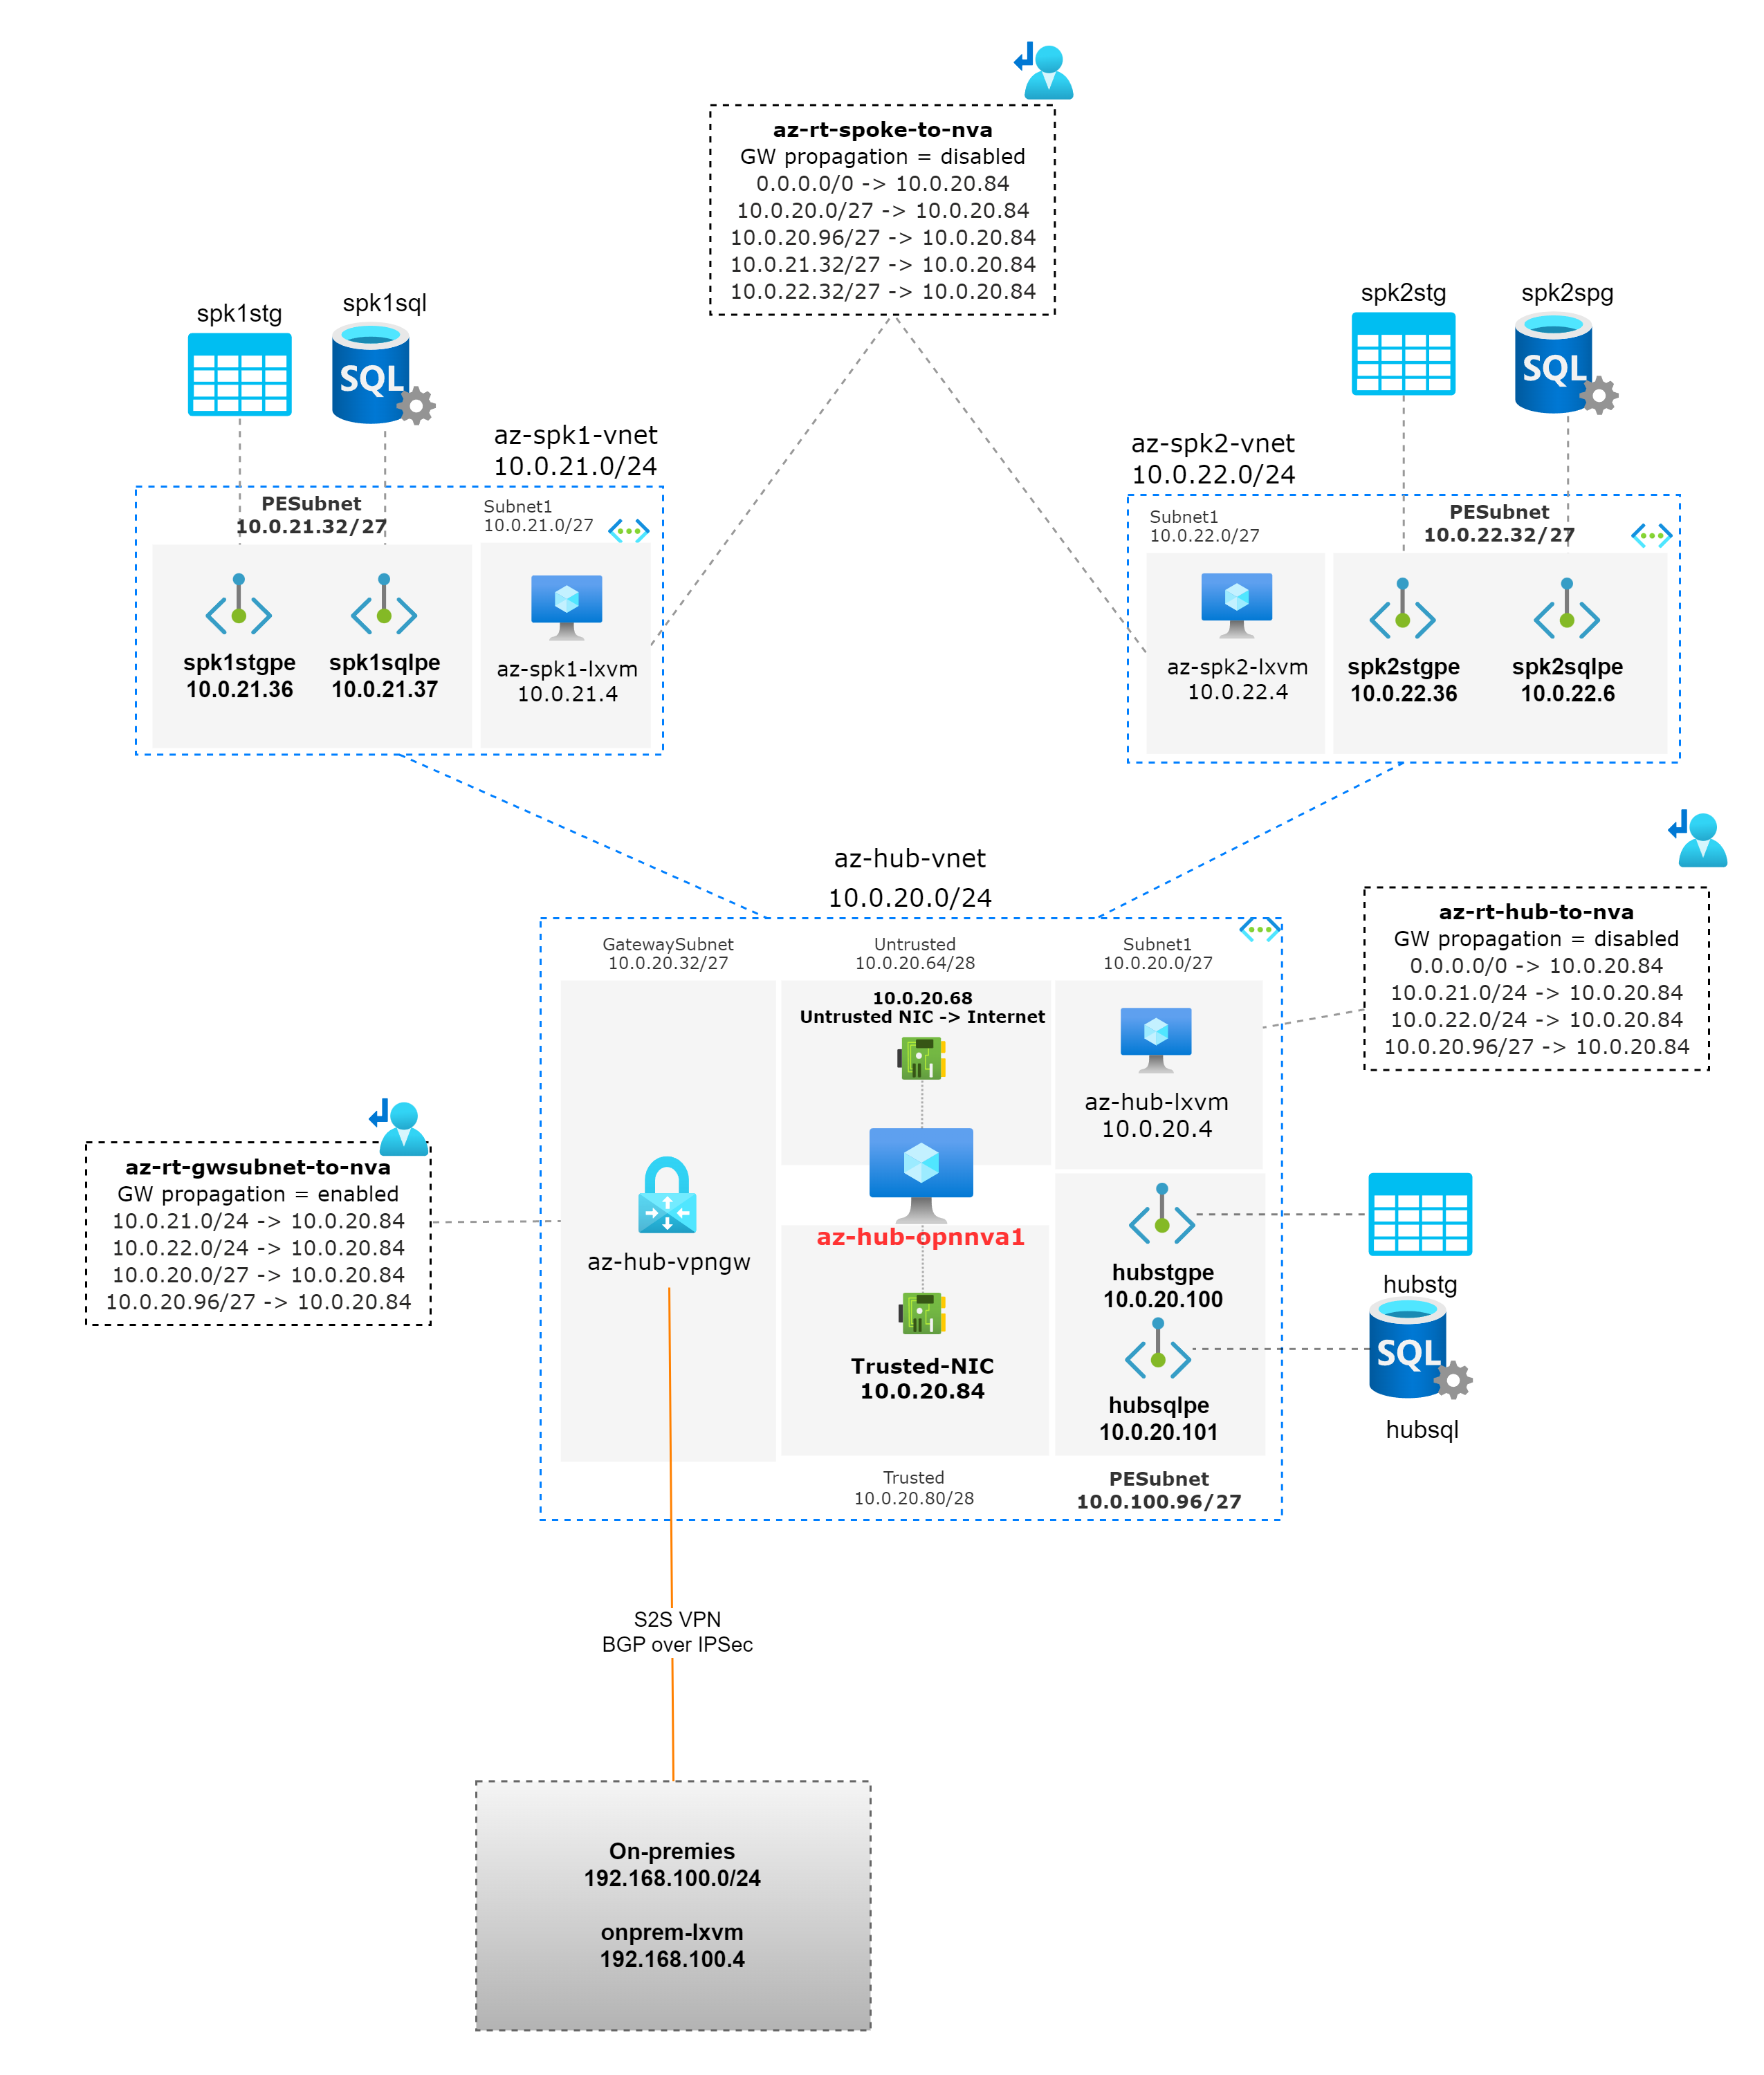 az-rt-spoke-to-nva
GW propagation = disabled
0.0.0.0/0 -> 10.0.20.84
10.0.20.0/27 -> 10.0.20.84
10.0.20.96/27 -> 10.0.20.84
10.0.21.32/27 -> 10.0.20.84
10.0.22.32/27 -> 10.0.20.84
spk1stg
spk1sql
SQL
spk2stg
spk2spg
SQL
az-spk1-vnet
10.0.21.0/24
PESubnet
10.0.21.32/27
Subnet1
10.0.21.0/27
spk1stgpe
10.0.21.36
spk1sqlpe
10.0.21.37
az-spk1-lxvm
10.0.21.4
az-spk2-vnet
10.0.22.0/24
Subnet1
10.0.22.0/27
PESubnet
10.0.22.32/27
az-spk2-lxvm
10.0.22.4
spk2stgpe
10.0.22.36
spk2sqlpe
10.0.22.6
az-hub-vnet
10.0.20.0/24
GatewaySubnet
10.0.20.32/27
Untrusted
10.0.20.64/28
Subnet1
10.0.20.0/27
10.0.20.68
Untrusted NIC -> Internet
az-hub-lxvm
10.0.20.4
az-rt-hub-to-nva
GW propagation = disabled
0.0.0.0/0 -> 10.0.20.84
10.0.21.0/24 -> 10.0.20.84
10.0.22.0/24 -> 10.0.20.84
10.0.20.96/27 -> 10.0.20.84
az-rt-gwsubnet-to-nva
GW propagation = enabled
10.0.21.0/24 -> 10.0.20.84
10.0.22.0/24 -> 10.0.20.84
10.0.20.0/27 -> 10.0.20.84
10.0.20.96/27 -> 10.0.20.84
az-hub-vpngw
az-hub-opnnva1
Trusted-NIC
10.0.20.84
hubstgpe
10.0.20.100
hubsqlpe
10.0.20.101
hubstg
SQL
hubsql
Trusted
10.0.20.80/28
PESubnet
10.0.100.96/27
S2S VPN
BGP over IPSec
On-premies
192.168.100.0/24
onprem-lxvm
192.168.100.4